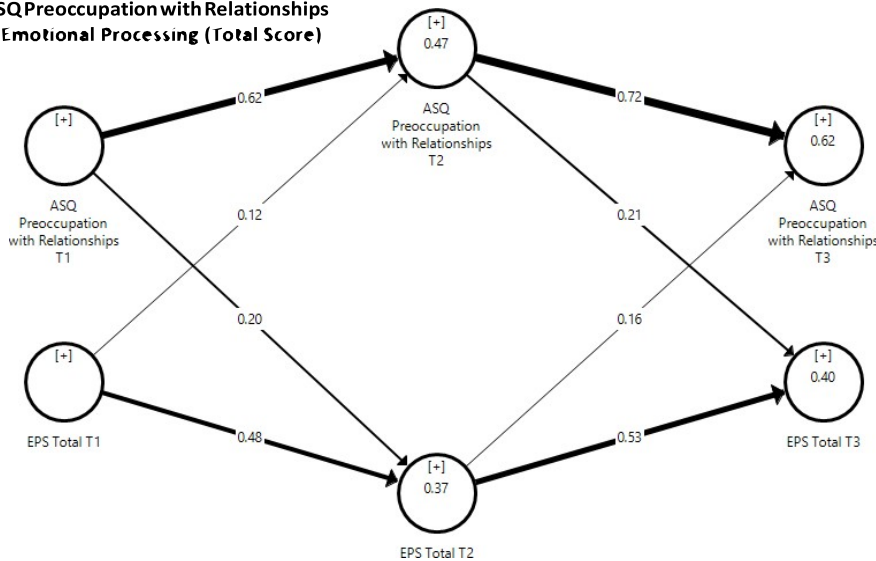 SQ Preoccupation with Relationships
Emotional Processing (Total Score)
[+]
0.47
ASQ
Preoccupation
with Relationships
T2
0.62
0.72
[+]
ASQ
Preoccupation
with Relationships
T1
[+]
0.62
ASQ
Preoccupation
with Relationships
T3
0.12
0.21
0.20
0.16
[+]
EPS Total T1
[+]
0.40
EPS Total T3
0.48
0.53
[+]
0.37
EPS Total T2